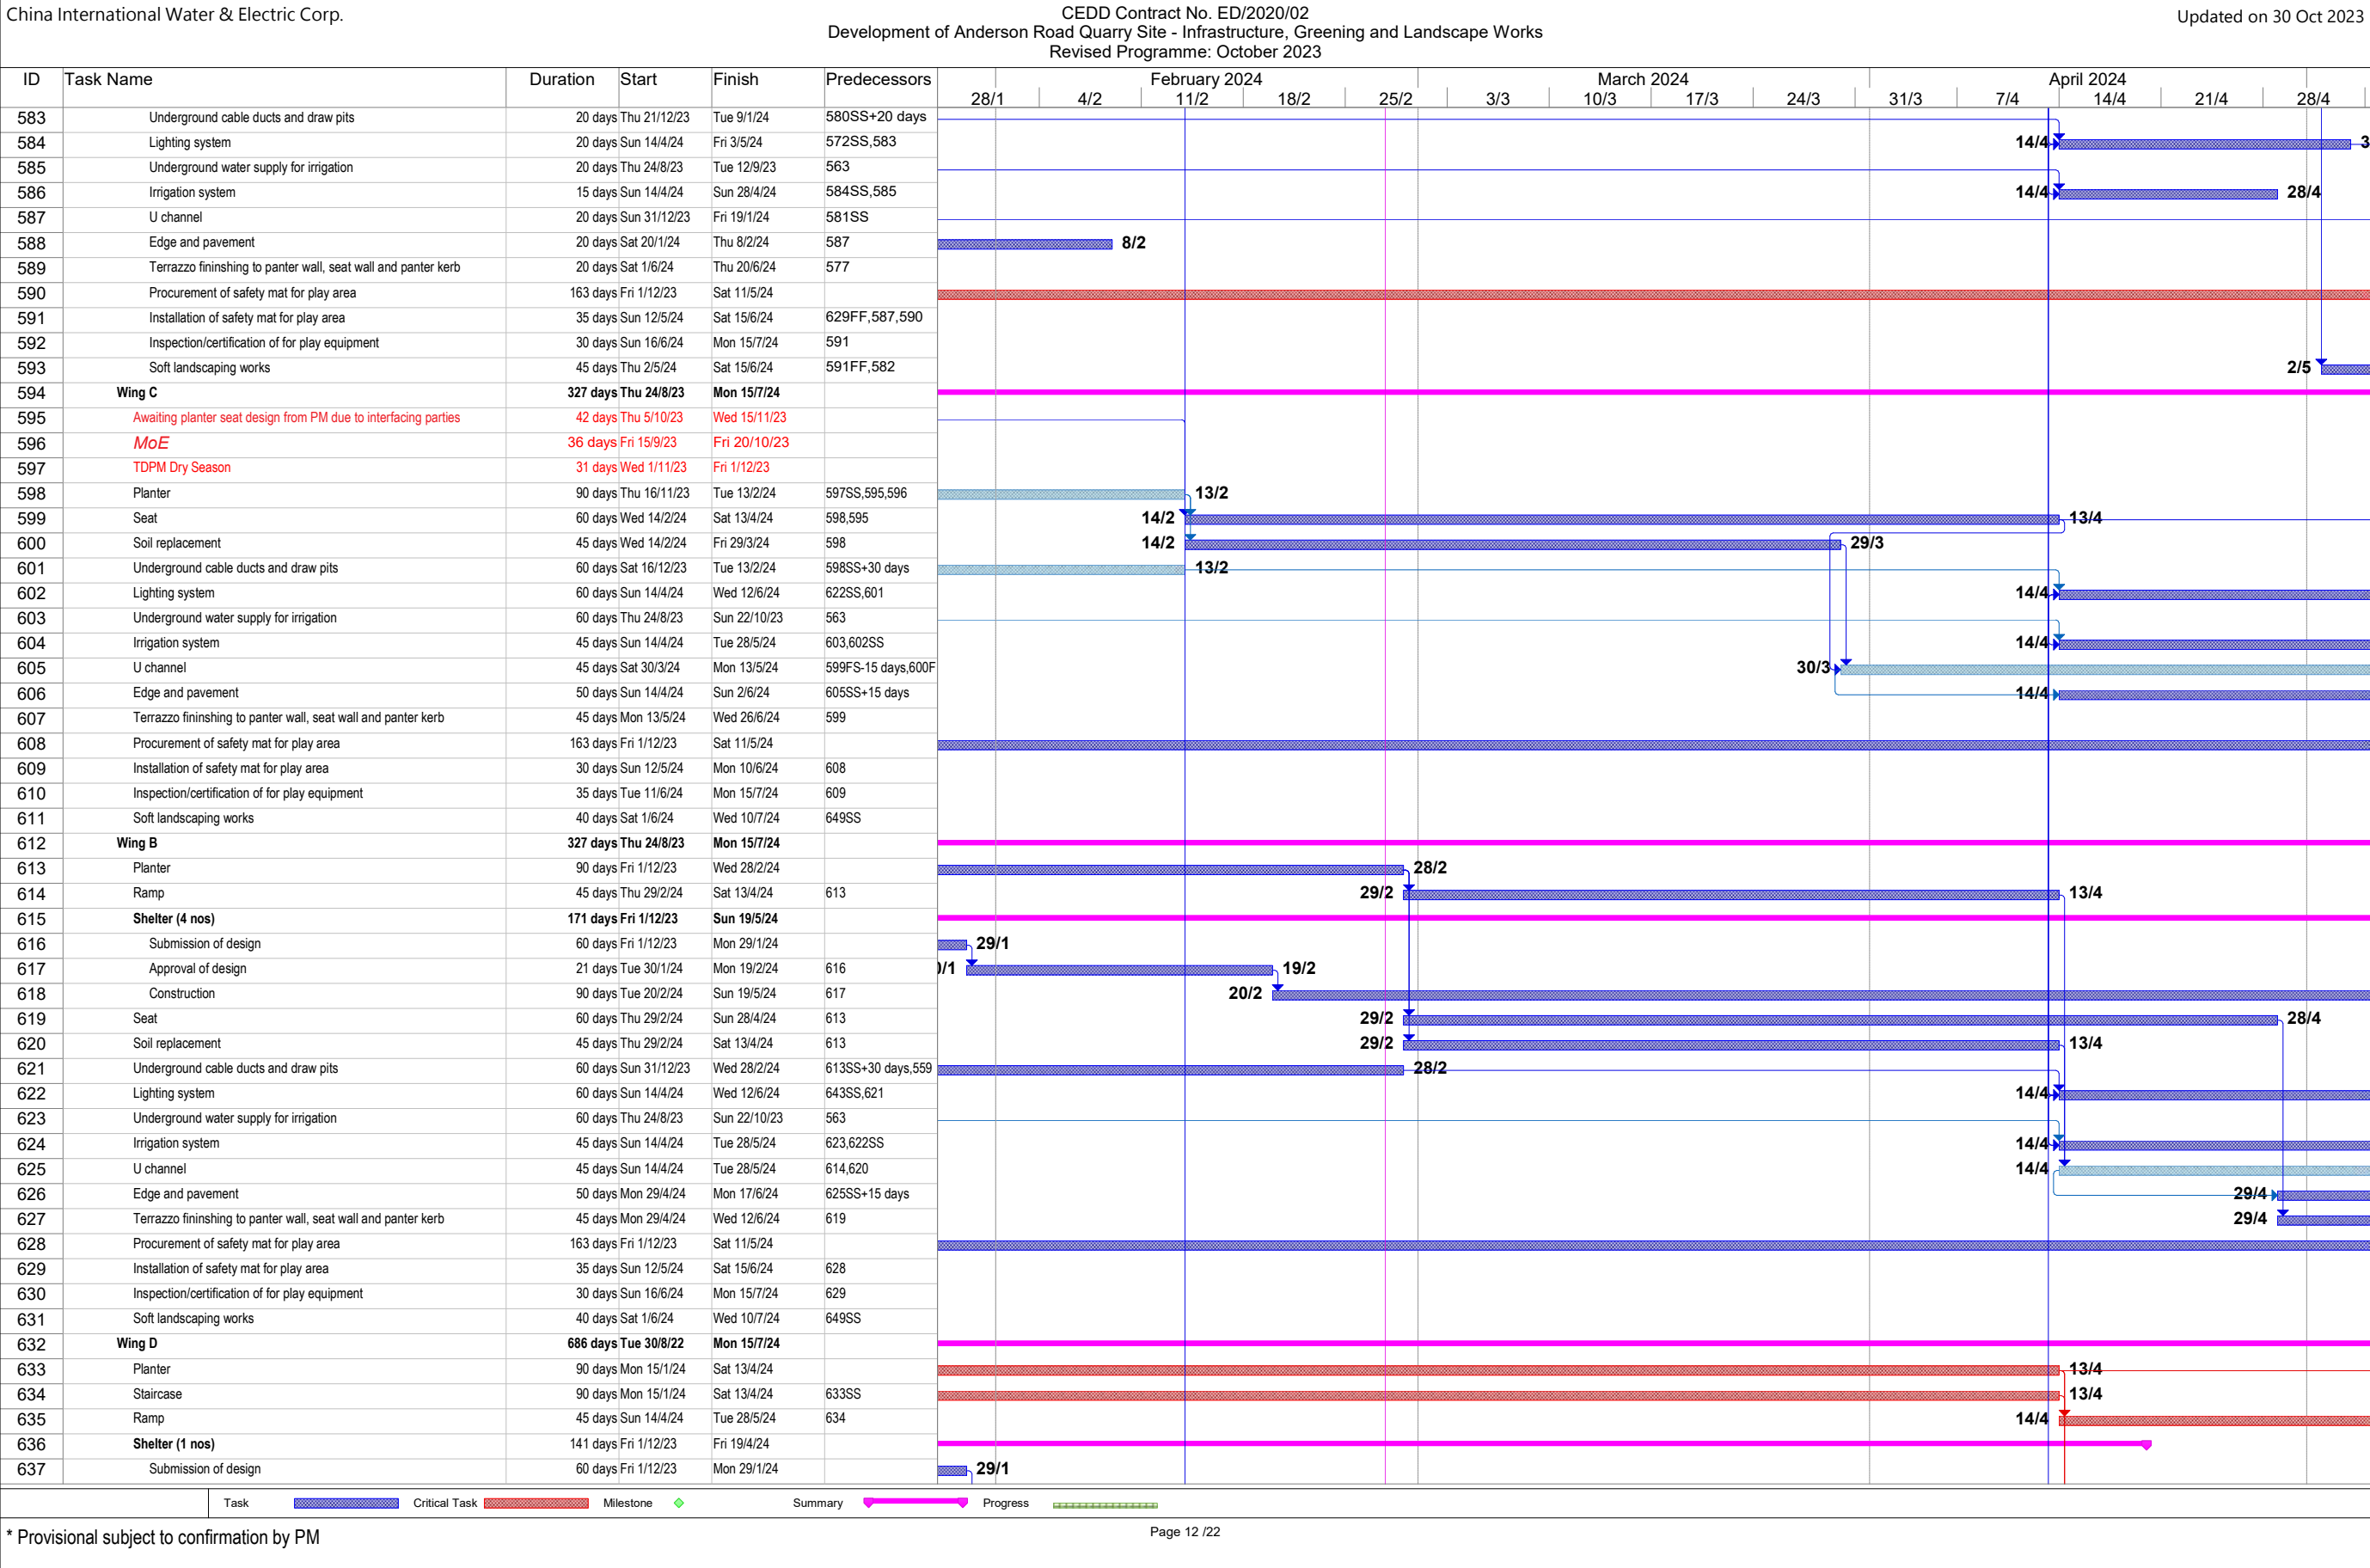 China International Water & Electric Corp.
CEDD Contract No. ED/2020/02
Development of Anderson Road Quarry Site - Infrastructure, Greening and Landscape Works
Revised Programme: October 2023
Updated on 30 Oct 2023
ID Task Name Duration Start Finish Predecessors February 2024 March 2024 April 2024
28/1 4/2 11/2 18/2 25/2 3/3 10/3 17/3 24/3 31/3 7/4 14/4 21/4 28/4
583 Underground cable ducts and draw pits 20 days Thu 21/12/23 Tue 9/1/24 580SS+20 days
584 Lighting system 20 days Sun 14/4/24 Fri 3/5/24 572SS,583 14/4 3
585 Underground water supply for irrigation 20 days Thu 24/8/23 Tue 12/9/23 563
586 Irrigation system 15 days Sun 14/4/24 Sun 28/4/24 584SS,585 14/4 28/4
587 U channel 20 days Sun 31/12/23 Fri 19/1/24 581SS
588 Edge and pavement 20 days Sat 20/1/24 Thu 8/2/24 587 8/2
589 Terrazzo fininshing to panter wall, seat wall and panter kerb 20 days Sat 1/6/24 Thu 20/6/24 577
590 Procurement of safety mat for play area 163 days Fri 1/12/23 Sat 11/5/24
591 Installation of safety mat for play area 35 days Sun 12/5/24 Sat 15/6/24 629FF,587,590
592 Inspection/certification of for play equipment 30 days Sun 16/6/24 Mon 15/7/24 591
593 Soft landscaping works 45 days Thu 2/5/24 Sat 15/6/24 591FF,582 2/5
594 Wing C 327 days Thu 24/8/23 Mon 15/7/24
595 Awaiting planter seat design from PM due to interfacing parties 42 days Thu 5/10/23 Wed 15/11/23
596 MoE 36 days Fri 15/9/23 Fri 20/10/23
597 TDPM Dry Season 31 days Wed 1/11/23 Fri 1/12/23
598 Planter 90 days Thu 16/11/23 Tue 13/2/24 597SS,595,596 13/2
599 Seat 60 days Wed 14/2/24 Sat 13/4/24 598,595 14/2 13/4
600 Soil replacement 45 days Wed 14/2/24 Fri 29/3/24 598 14/2 29/3
601 Underground cable ducts and draw pits 60 days Sat 16/12/23 Tue 13/2/24 598SS+30 days 13/2
602 Lighting system 60 days Sun 14/4/24 Wed 12/6/24 622SS,601 14/4
603 Underground water supply for irrigation 60 days Thu 24/8/23 Sun 22/10/23 563
604 Irrigation system 45 days Sun 14/4/24 Tue 28/5/24 603,602SS 14/4
605 U channel 45 days Sat 30/3/24 Mon 13/5/24 599FS-15 days,600F 30/3
606 Edge and pavement 50 days Sun 14/4/24 Sun 2/6/24 605SS+15 days 14/4
607 Terrazzo fininshing to panter wall, seat wall and panter kerb 45 days Mon 13/5/24 Wed 26/6/24 599
608 Procurement of safety mat for play area 163 days Fri 1/12/23 Sat 11/5/24
609 Installation of safety mat for play area 30 days Sun 12/5/24 Mon 10/6/24 608
610 Inspection/certification of for play equipment 35 days Tue 11/6/24 Mon 15/7/24 609
611 Soft landscaping works 40 days Sat 1/6/24 Wed 10/7/24 649SS
612 Wing B 327 days Thu 24/8/23 Mon 15/7/24
613 Planter 90 days Fri 1/12/23 Wed 28/2/24 28/2
614 Ramp 45 days Thu 29/2/24 Sat 13/4/24 613 29/2 13/4
615 Shelter (4 nos) 171 days Fri 1/12/23 Sun 19/5/24
616 Submission of design 60 days Fri 1/12/23 Mon 29/1/24 29/1
617 Approval of design 21 days Tue 30/1/24 Mon 19/2/24 616 /1 19/2
618 Construction 90 days Tue 20/2/24 Sun 19/5/24 617 20/2
619 Seat 60 days Thu 29/2/24 Sun 28/4/24 613 29/2 28/4
620 Soil replacement 45 days Thu 29/2/24 Sat 13/4/24 613 29/2 13/4
621 Underground cable ducts and draw pits 60 days Sun 31/12/23 Wed 28/2/24 613SS+30 days,559 28/2
622 Lighting system 60 days Sun 14/4/24 Wed 12/6/24 643SS,621 14/4
623 Underground water supply for irrigation 60 days Thu 24/8/23 Sun 22/10/23 563
624 Irrigation system 45 days Sun 14/4/24 Tue 28/5/24 623,622SS 14/4
625 U channel 45 days Sun 14/4/24 Tue 28/5/24 614,620 14/4
626 Edge and pavement 50 days Mon 29/4/24 Mon 17/6/24 625SS+15 days 29/4
627 Terrazzo fininshing to panter wall, seat wall and panter kerb 45 days Mon 29/4/24 Wed 12/6/24 619 29/4
628 Procurement of safety mat for play area 163 days Fri 1/12/23 Sat 11/5/24
629 Installation of safety mat for play area 35 days Sun 12/5/24 Sat 15/6/24 628
630 Inspection/certification of for play equipment 30 days Sun 16/6/24 Mon 15/7/24 629
631 Soft landscaping works 40 days Sat 1/6/24 Wed 10/7/24 649SS
632 Wing D 686 days Tue 30/8/22 Mon 15/7/24
633 Planter 90 days Mon 15/1/24 Sat 13/4/24 13/4
634 Staircase 90 days Mon 15/1/24 Sat 13/4/24 633SS 13/4
635 Ramp 45 days Sun 14/4/24 Tue 28/5/24 634 14/4
636 Shelter (1 nos) 141 days Fri 1/12/23 Fri 19/4/24
637 Submission of design 60 days Fri 1/12/23 Mon 29/1/24 29/1
Task Critical Task Milestone Summary Progress
* Provisional subject to confirmation by PM
Page 12 /22